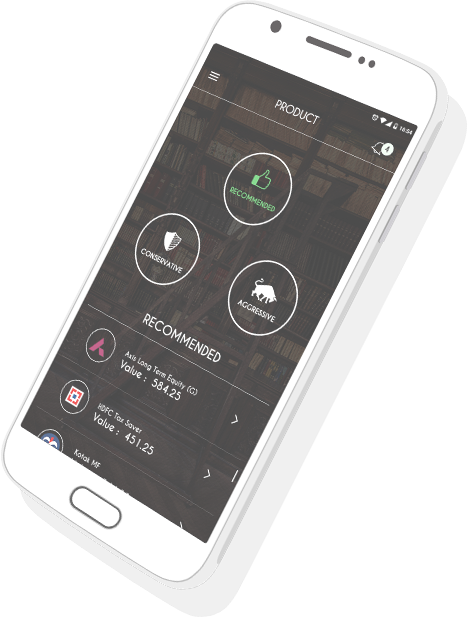 18:54
PRODUCT
4
RECOMMENDED
CONSERVATIVE
AGGRESSIVE
RECOMMENDED
Axis Long Term Equity (G)
Value : 584.25
HDFC Tax Saver
Value : 451.25
Kotak MF